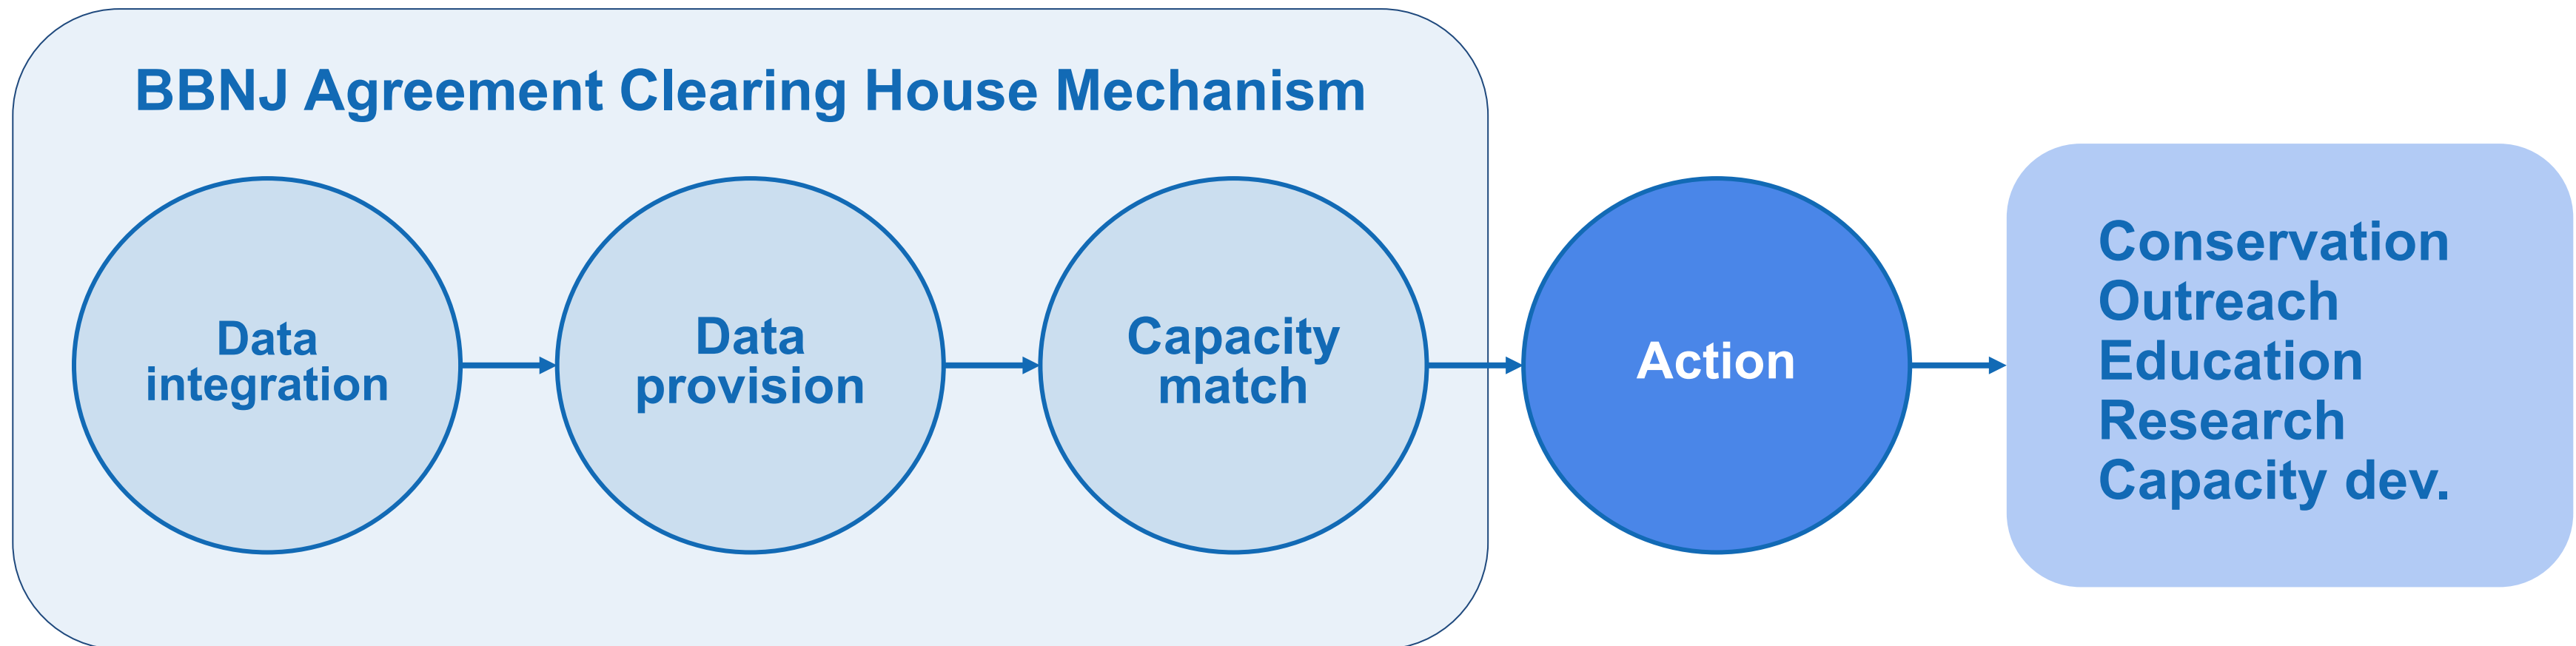 BBNJ Agreement Clearing House Mechanism
Data
integration
Data
provision
Capacity
match
Action
Conservation
Outreach
Education
Research
Capacity dev.